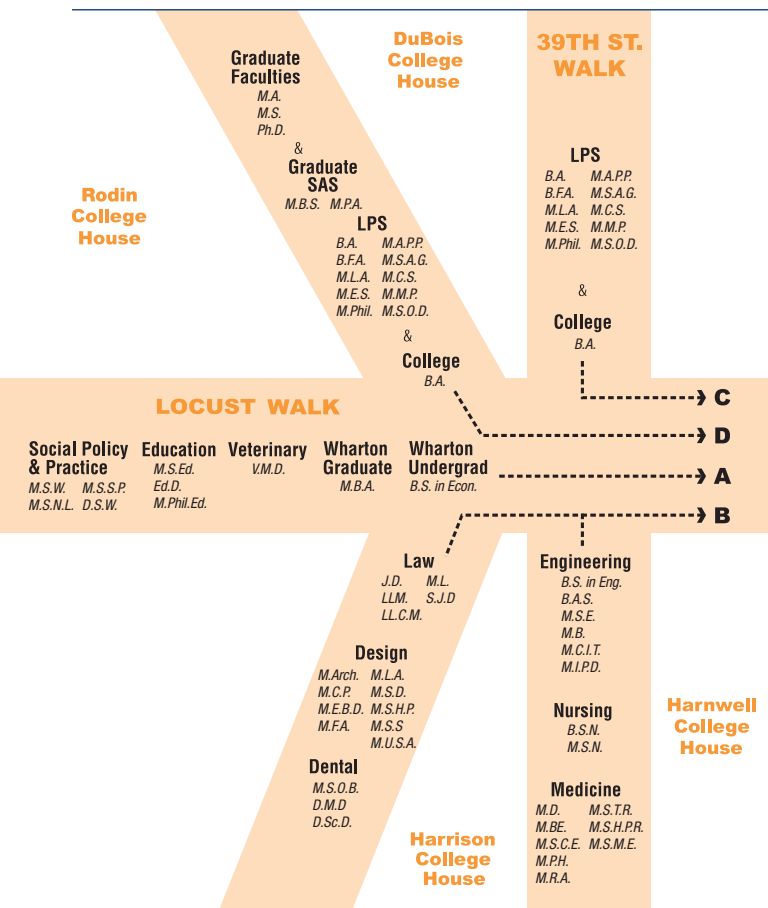 DuBois
College
House
39TH ST.
WALK
Graduate
Faculties
M.A.
M.S.
Ph.D.
&
Graduate
SAS
M.B.S. M.P.A.
LPS
B.A. M.A.P.P.
B.F.A. M.S.A.G.
M.L.A. M.C.S.
M.E.S. M.M.P.
M.Phil. M.S.O.D.
&
College
B.A.
Rodin
College
House
LPS
B.A. M.A.P.P.
B.F.A. M.S.A.G.
M.L.A. M.C.S.
M.E.S. M.M.P.
M.Phil. M.S.O.D.
&
College
B.A.
LOCUST WALK
C
D
A
B
Social Policy
& Practice
M.S.W. M.S.S.P.
M.S.N.L. D.S.W.
Education
M.S.Ed.
Ed.D.
M.Phil.Ed.
Veterinary
V.M.D.
Wharton
Graduate
M.B.A.
Wharton
Undergrad
B.S. in Econ.
Law
J.D. M.L.
LLM. S.J.D
LL.C.M.
Design
M.Arch. M.L.A.
M.C.P. M.S.D.
M.E.B.D. M.S.H.P.
M.F.A. M.S.S
M.U.S.A.
Dental
M.S.O.B.
D.M.D
D.Sc.D.
Engineering
B.S. in Eng.
B.A.S.
M.S.E.
M.B.
M.C.I.T.
M.I.P.D.
Nursing
B.S.N.
M.S.N.
Medicine
M.D. M.S.T.R.
M.BE. M.S.H.P.R.
M.S.C.E. M.S.M.E.
M.P.H.
M.R.A.
Harnwell
College
House
Harrison
College
House